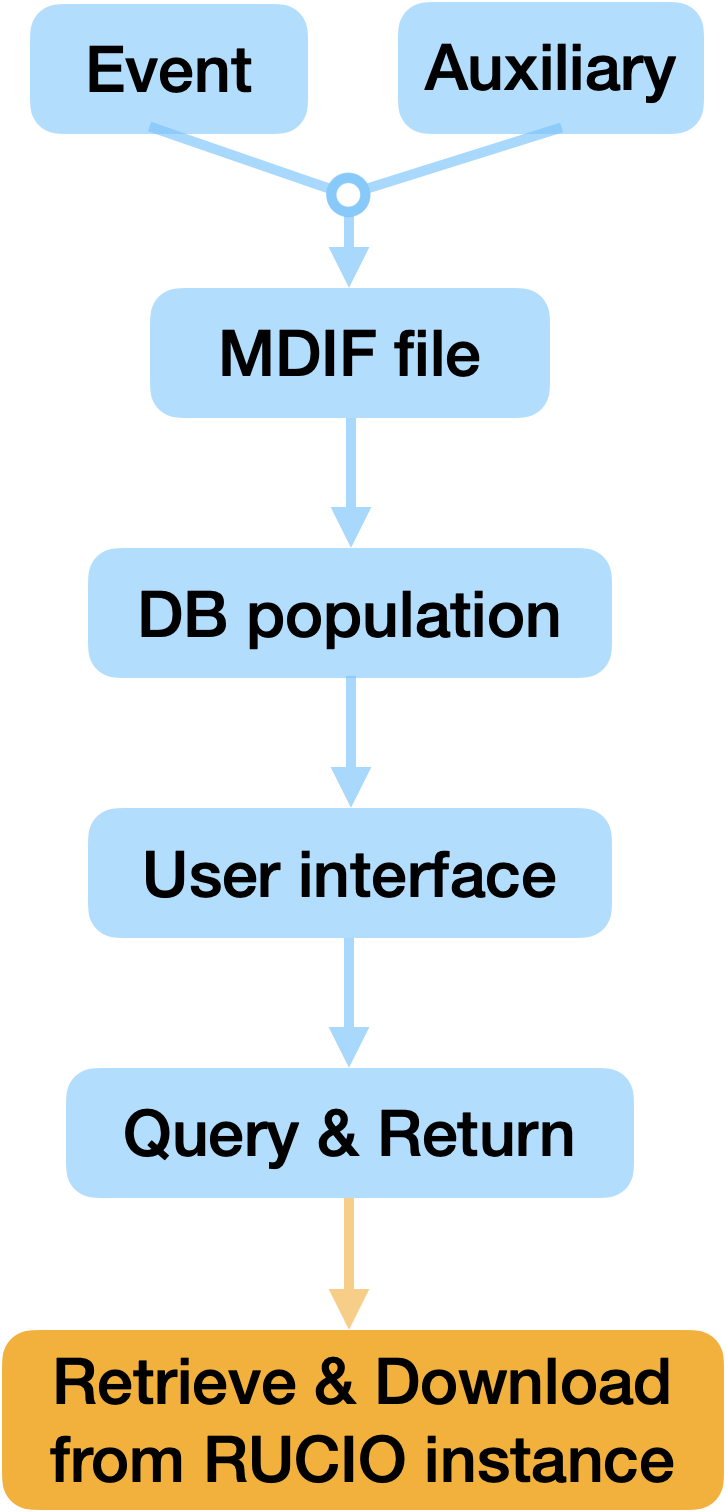 Event
Auxiliary
MDIF file
DB population
User interface
Query & Return
Retrieve & Download
from RUCIO instance